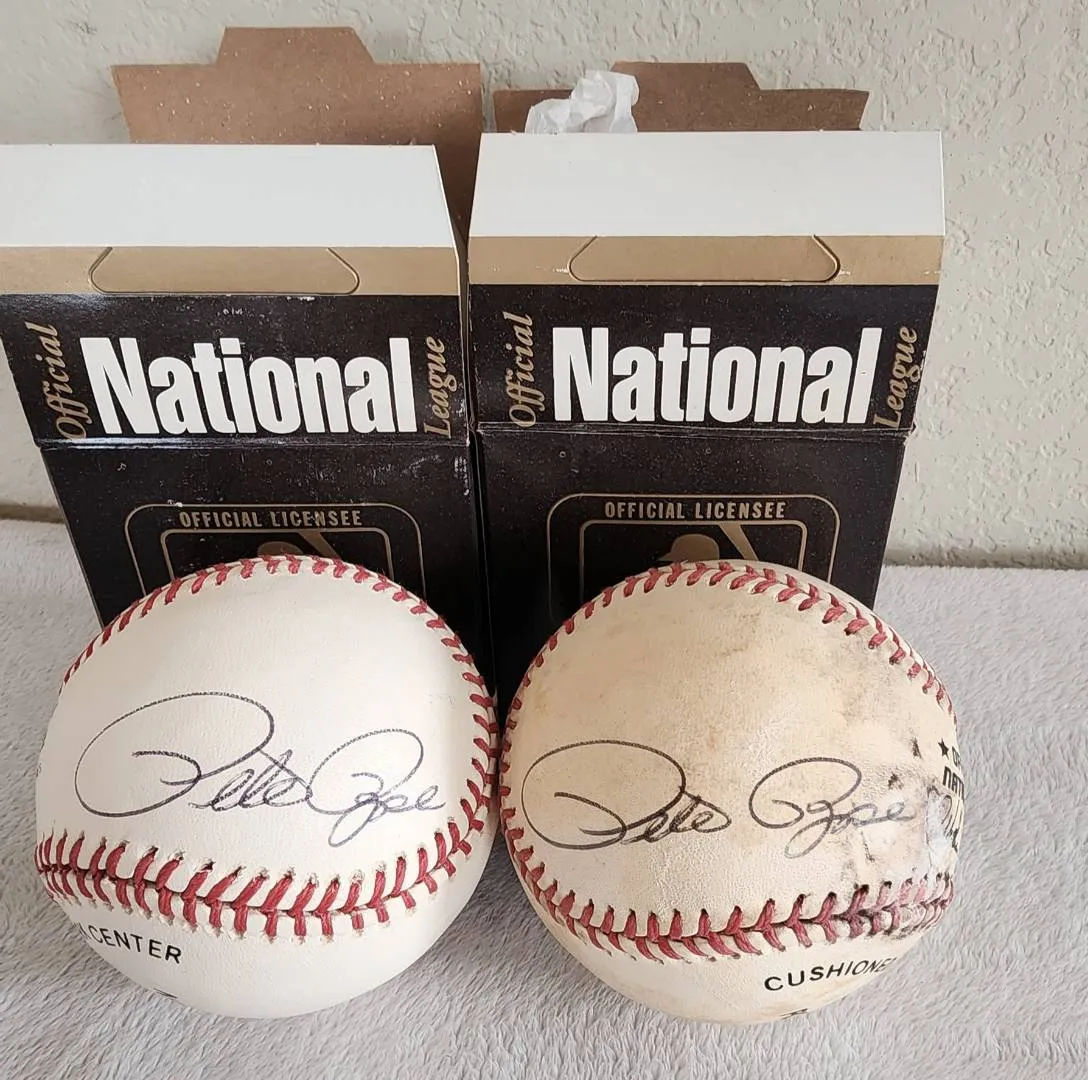 Official National League
OFFICIAL LICENSEE
Official National League
OFFICIAL LICENSEE
Pete Rose
CENTER
Pete Rose
CUSHIONE